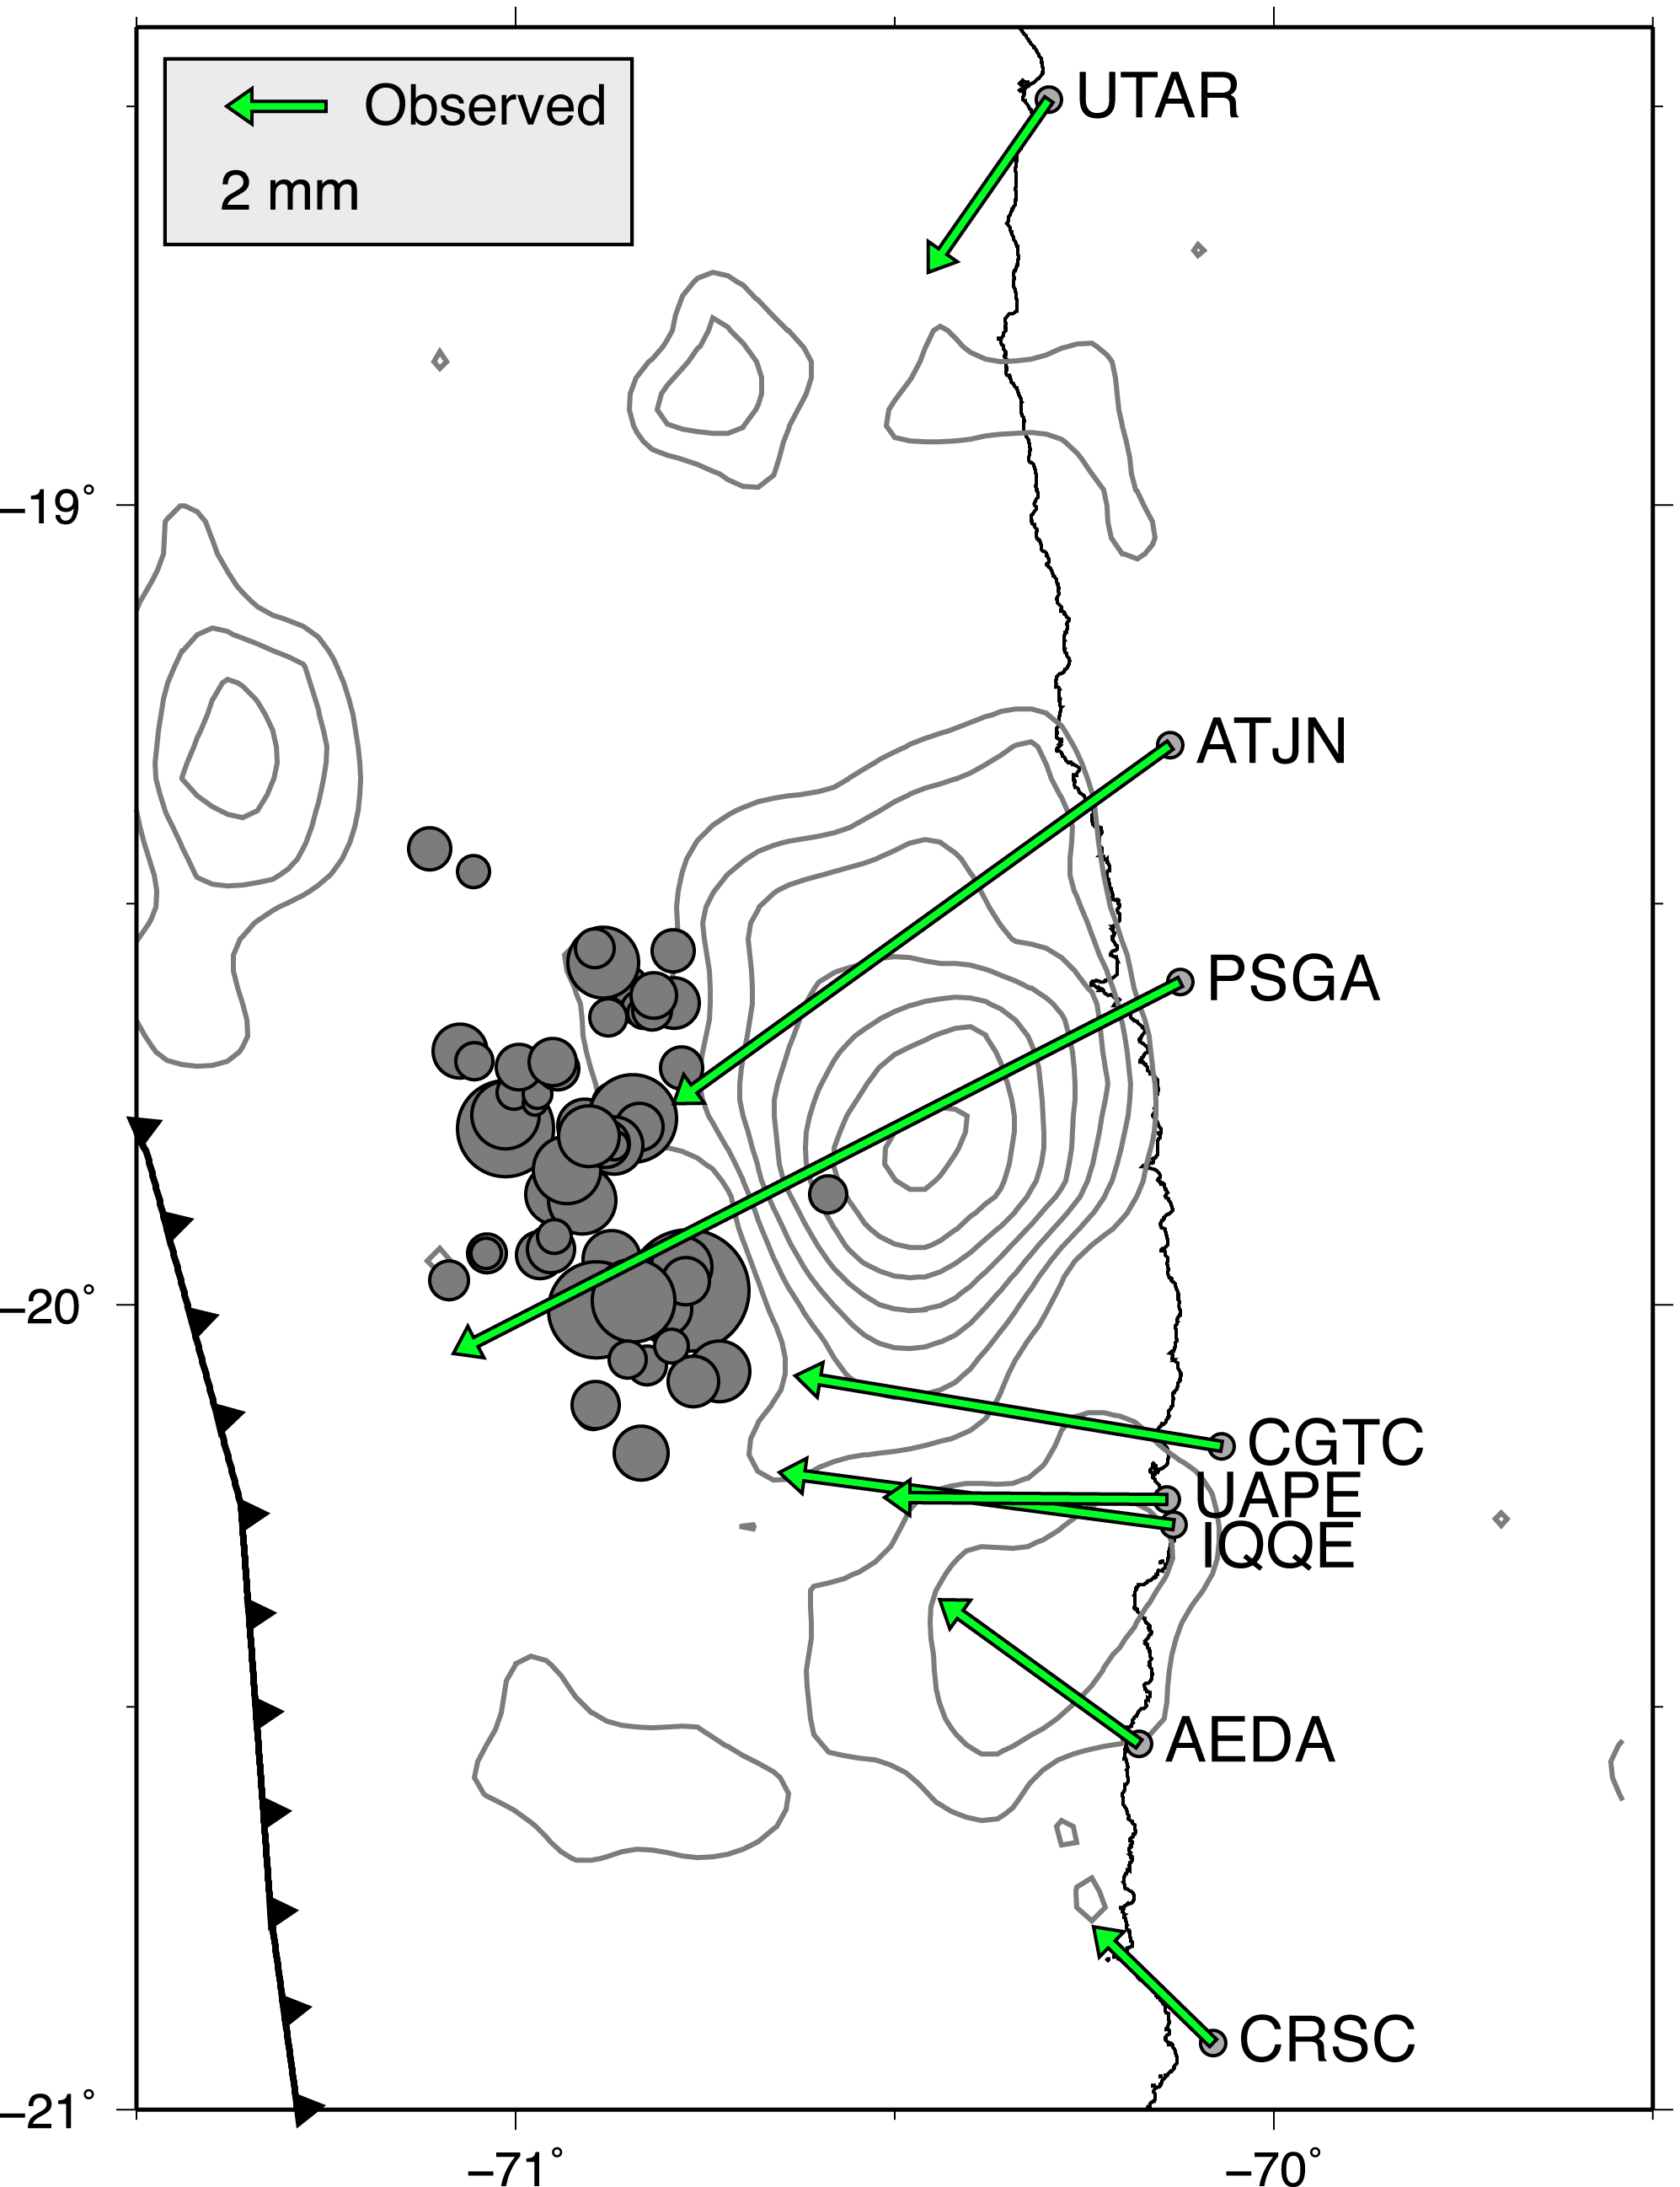 UTAR
Observed
2 mm
−19°
ATJN
PSGA
−20°
CGTC
UAPE
IQQE
AEDA
CRSC
−21°
−71°
−70°